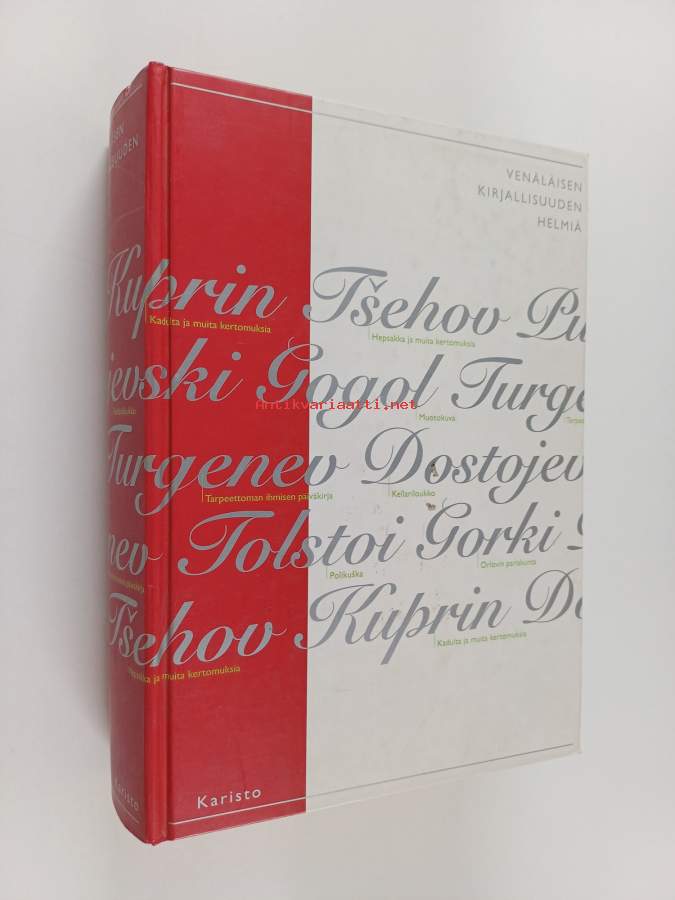 VENÄLÄISEN
KIRJALLISUUDEN
HELMIÄ
Kuprin Tšehov Pu
Kadulta ja muita kertomuksia
Hepsakka ja muita kertomuksia
jevski Gogol Turge
Kellariloukko
Muotokuva
Antikvariaatti.net
Turgenev Dostojev
Tarpeettoman ihmisen päiväkirja
Kellariloukko
nev Tolstoi Gorki
Polikuška
Orlovin pariskunta
Tšehov Kuprin Do
Hepsakka ja muita kertomuksia
Kadulta ja muita kertomuksia
Karisto
Karisto